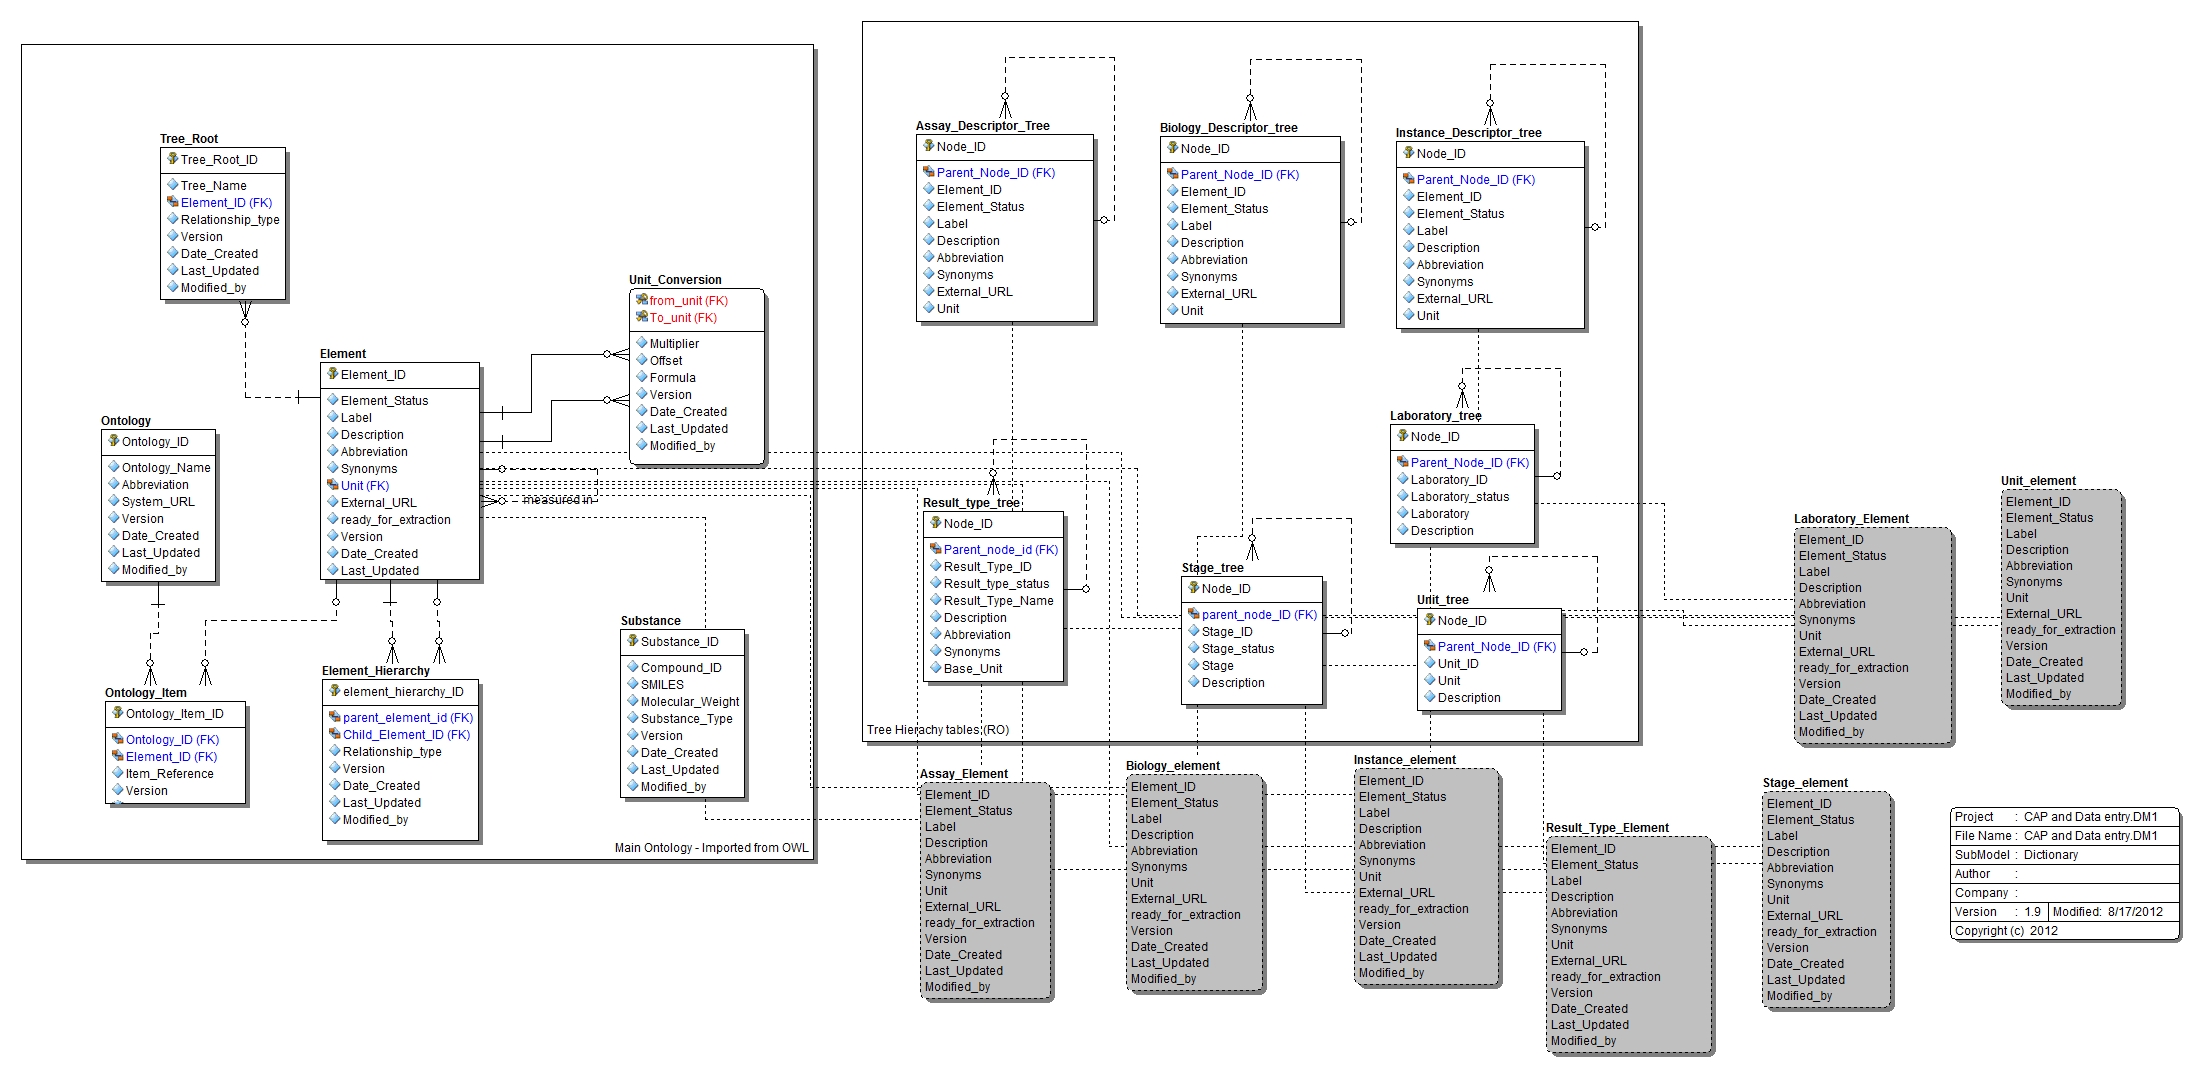 Tree_Root
Tree_Root_ID
Tree_Name
Element_ID (FK)
Relationship_type
Version
Date_Created
Last_Updated
Modified_by
Unit_Conversion
from_unit (FK)
To_unit (FK)
Multiplier
Offset
Formula
Version
Date_Created
Last_Updated
Modified_by
Element
Element_ID
Element_Status
Label
Description
Abbreviation
Synonyms
Unit (FK)
External_URL
ready_for_extraction
Version
Date_Created
Last_Updated
measured in
Ontology
Ontology_ID
Ontology_Name
Abbreviation
System_URL
Version
Date_Created
Last_Updated
Modified_by
Ontology_Item
Ontology_Item_ID
Ontology_ID (FK)
Element_ID (FK)
Item_Reference
Version
Element_Hierarchy
element_hierarchy_ID
parent_element_id (FK)
Child_Element_ID (FK)
Relationship_type
Version
Date_Created
Last_Updated
Modified_by
Substance
Substance_ID
Compound_ID
SMILES
Molecular_Weight
Substance_Type
Version
Date_Created
Last_Updated
Modified_by
Main Ontology - Imported from OWL
Assay_Descriptor_Tree
Node_ID
Parent_Node_ID (FK)
Element_ID
Element_Status
Label
Description
Abbreviation
Synonyms
External_URL
Unit
Biology_Descriptor_tree
Node_ID
Parent_Node_ID (FK)
Element_ID
Element_Status
Label
Description
Abbreviation
Synonyms
External_URL
Unit
Instance_Descriptor_tree
Node_ID
Parent_Node_ID (FK)
Element_ID
Element_Status
Label
Description
Abbreviation
Synonyms
External_URL
Unit
Laboratory_tree
Node_ID
Parent_Node_ID (FK)
Laboratory_ID
Laboratory_status
Laboratory
Description
Result_type_tree
Node_ID
Parent_node_id (FK)
Result_Type_ID
Result_type_status
Result_Type_Name
Description
Abbreviation
Synonyms
Base_Unit
Stage_tree
Node_ID
parent_node_ID (FK)
Stage_ID
Stage_status
Stage
Description
Unit_tree
Node_ID
Parent_Node_ID (FK)
Unit_ID
Unit
Description
Tree Hierachy tables (RO)
Laboratory_Element
Element_ID
Element_Status
Label
Description
Abbreviation
Synonyms
Unit
External_URL
ready_for_extraction
Version
Date_Created
Last_Updated
Modified_by
Unit_element
Element_ID
Element_Status
Label
Description
Abbreviation
Synonyms
Unit
External_URL
ready_for_extraction
Version
Date_Created
Last_Updated
Modified_by
Assay_Element
Element_ID
Element_Status
Label
Description
Abbreviation
Synonyms
Unit
External_URL
ready_for_extraction
Version
Date_Created
Last_Updated
Modified_by
Biology_element
Element_ID
Element_Status
Label
Description
Abbreviation
Synonyms
Unit
External_URL
ready_for_extraction
Version
Date_Created
Last_Updated
Modified_by
Instance_element
Element_ID
Element_Status
Label
Description
Abbreviation
Synonyms
Unit
External_URL
ready_for_extraction
Version
Date_Created
Last_Updated
Modified_by
Result_Type_Element
Element_ID
Element_Status
Label
Description
Abbreviation
Synonyms
Unit
External_URL
ready_for_extraction
Version
Date_Created
Last_Updated
Modified_by
Stage_element
Element_ID
Element_Status
Label
Description
Abbreviation
Synonyms
Unit
External_URL
ready_for_extraction
Version
Date_Created
Last_Updated
Modified_by
Project : CAP and Data entry.DM1
File Name : CAP and Data entry.DM1
SubModel : Dictionary
Author :
Company :
Version : 1.9 Modified: 8/17/2012
Copyright (c) 2012